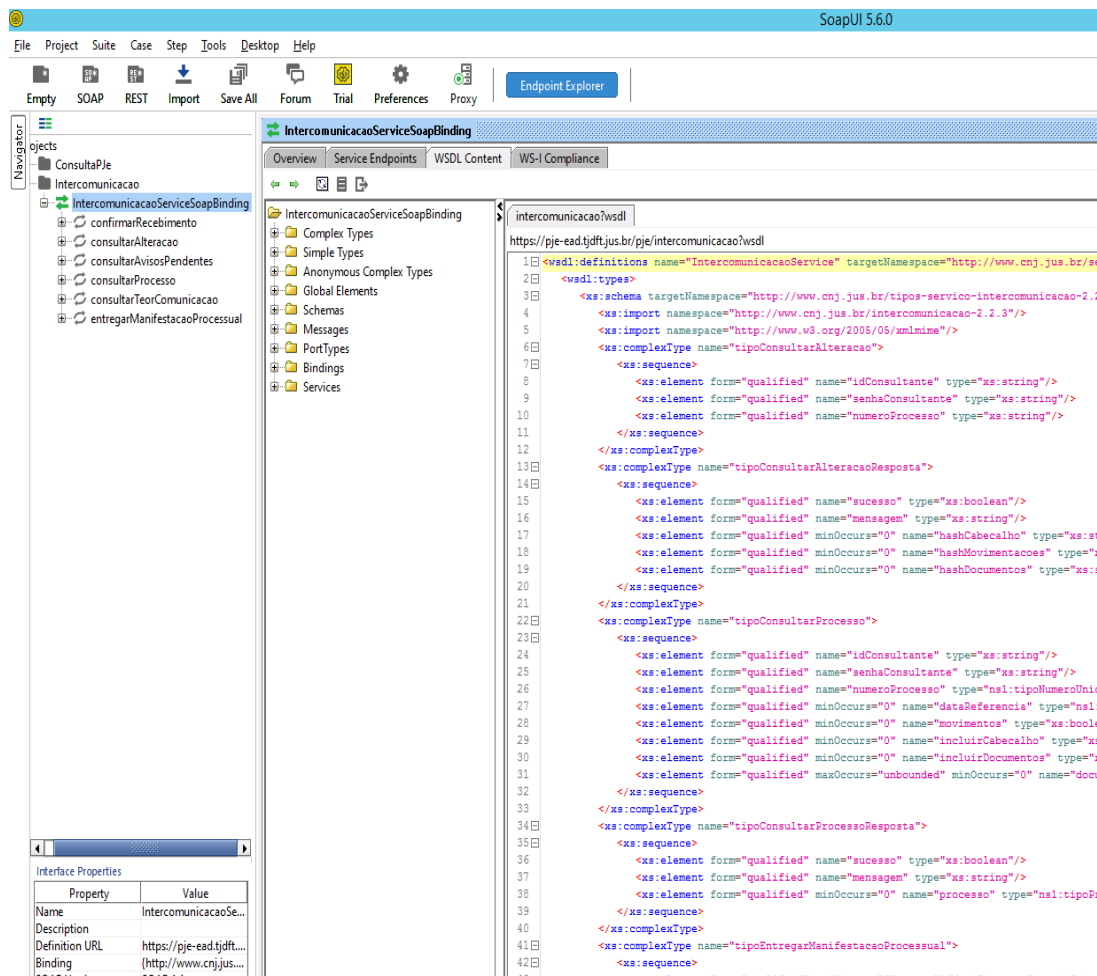 SoapUI 5.6.0
File Project Suite Case Step Tools Desktop Help
Empty SOAP REST Import Save All Forum Trial Preferences Proxy Endpoint Explorer
Navigator
ojects
ConsultaPJe
Intercomunicacao
IntercomunicacaoServiceSoapBinding
confirmarRecebimento
consultarAlteracao
consultarAvisosPendentes
consultarProcesso
consultarTeorComunicacao
entregarManifestacaoProcessual
Interface Properties
Property Value
Name IntercomunicacaoSe...
Description
Definition URL https://pje-ead.tjdft....
Binding {http://www.cnj.jus....
IntercomunicacaoServiceSoapBinding
Overview Service Endpoints WSDL Content WS-I Compliance
IntercomunicacaoServiceSoapBinding
Complex Types
Simple Types
Anonymous Complex Types
Global Elements
Schemas
Messages
PortTypes
Bindings
Services
intercomunicacao?wsdl
https://pje-ead.tjdft.jus.br/pje/intercomunicacao?wsdl
1 <wsdl:definitions name="IntercomunicacaoService" targetNamespace="http://www.cnj.jus.br/se
2 <wsdl:types>
3 <xs:schema targetNamespace="http://www.cnj.jus.br/tipos-servico-intercomunicacao-2.2
4 <xs:import namespace="http://www.cnj.jus.br/intercomunicacao-2.2.3"/>
5 <xs:import namespace="http://www.w3.org/2005/05/xmlmime"/>
6 <xs:complexType name="tipoConsultarAlteracao">
7 <xs:sequence>
8 <xs:element form="qualified" name="idConsultante" type="xs:string"/>
9 <xs:element form="qualified" name="senhaConsultante" type="xs:string"/>
10 <xs:element form="qualified" name="numeroProcesso" type="xs:string"/>
11 </xs:sequence>
12 </xs:complexType>
13 <xs:complexType name="tipoConsultarAlteracaoResposta">
14 <xs:sequence>
15 <xs:element form="qualified" name="sucesso" type="xs:boolean"/>
16 <xs:element form="qualified" name="mensagem" type="xs:string"/>
17 <xs:element form="qualified" minOccurs="0" name="hashCabecalho" type="xs:st
18 <xs:element form="qualified" minOccurs="0" name="hashMovimentacoes" type="x
19 <xs:element form="qualified" minOccurs="0" name="hashDocumentos" type="xs:s
20 </xs:sequence>
21 </xs:complexType>
22 <xs:complexType name="tipoConsultarProcesso">
23 <xs:sequence>
24 <xs:element form="qualified" name="idConsultante" type="xs:string"/>
25 <xs:element form="qualified" name="senhaConsultante" type="xs:string"/>
26 <xs:element form="qualified" name="numeroProcesso" type="ns1:tipoNumeroUnic
27 <xs:element form="qualified" minOccurs="0" name="dataReferencia" type="ns1:
28 <xs:element form="qualified" minOccurs="0" name="movimentos" type="xs:boole
29 <xs:element form="qualified" minOccurs="0" name="incluirCabecalho" type="xs
30 <xs:element form="qualified" minOccurs="0" name="incluirDocumentos" type="x
31 <xs:element form="qualified" maxOccurs="unbounded" minOccurs="0" name="docu
32 </xs:sequence>
33 </xs:complexType>
34 <xs:complexType name="tipoConsultarProcessoResposta">
35 <xs:sequence>
36 <xs:element form="qualified" name="sucesso" type="xs:boolean"/>
37 <xs:element form="qualified" name="mensagem" type="xs:string"/>
38 <xs:element form="qualified" minOccurs="0" name="processo" type="ns1:tipoPr
39 </xs:sequence>
40 </xs:complexType>
41 <xs:complexType name="tipoEntregarManifestacaoProcessual">
42 <xs:sequence>